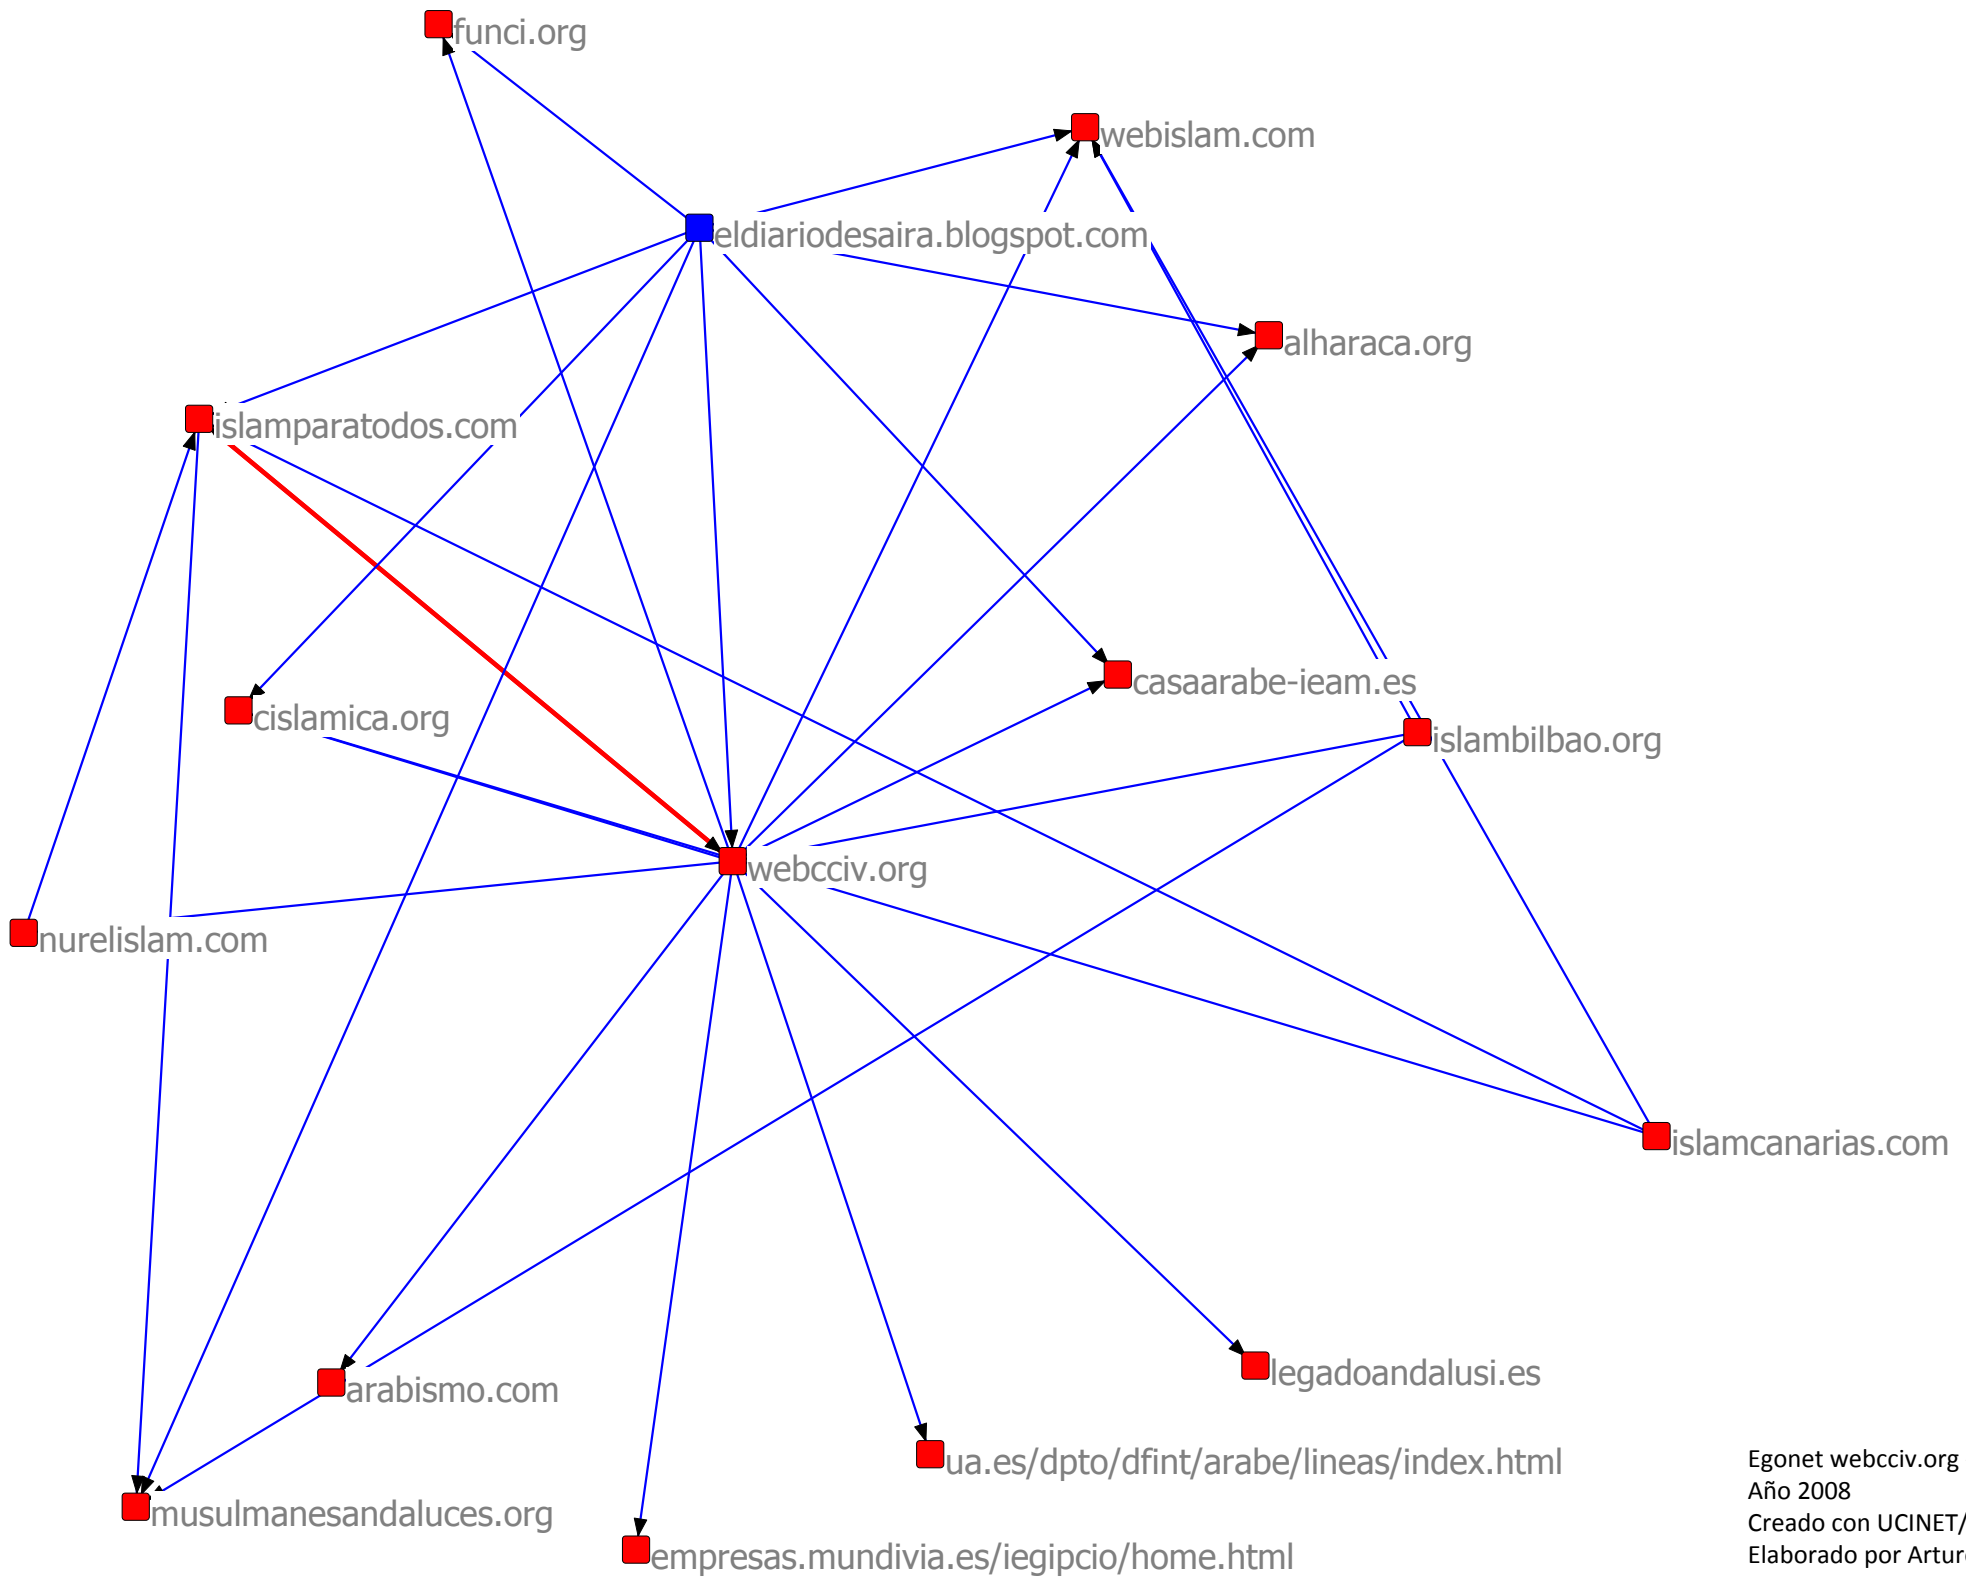 funci.org
webislam.com
eldiariodesaira.blogspot.com
alharaca.org
islamparatodos.com
casaarabe-ieam.es
cislamica.org
islambilbao.org
webcciv.org
nurelislam.com
islamcanarias.com
legadoandalusi.es
arabismo.com
ua.es/dpto/dfint/arabe/lineas/index.html
musulmanesandaluces.org
empresas.mundivia.es/iegipcio/home.html
Egonet webcciv.org
Año 2008
Creado con UCINET/
Elaborado por